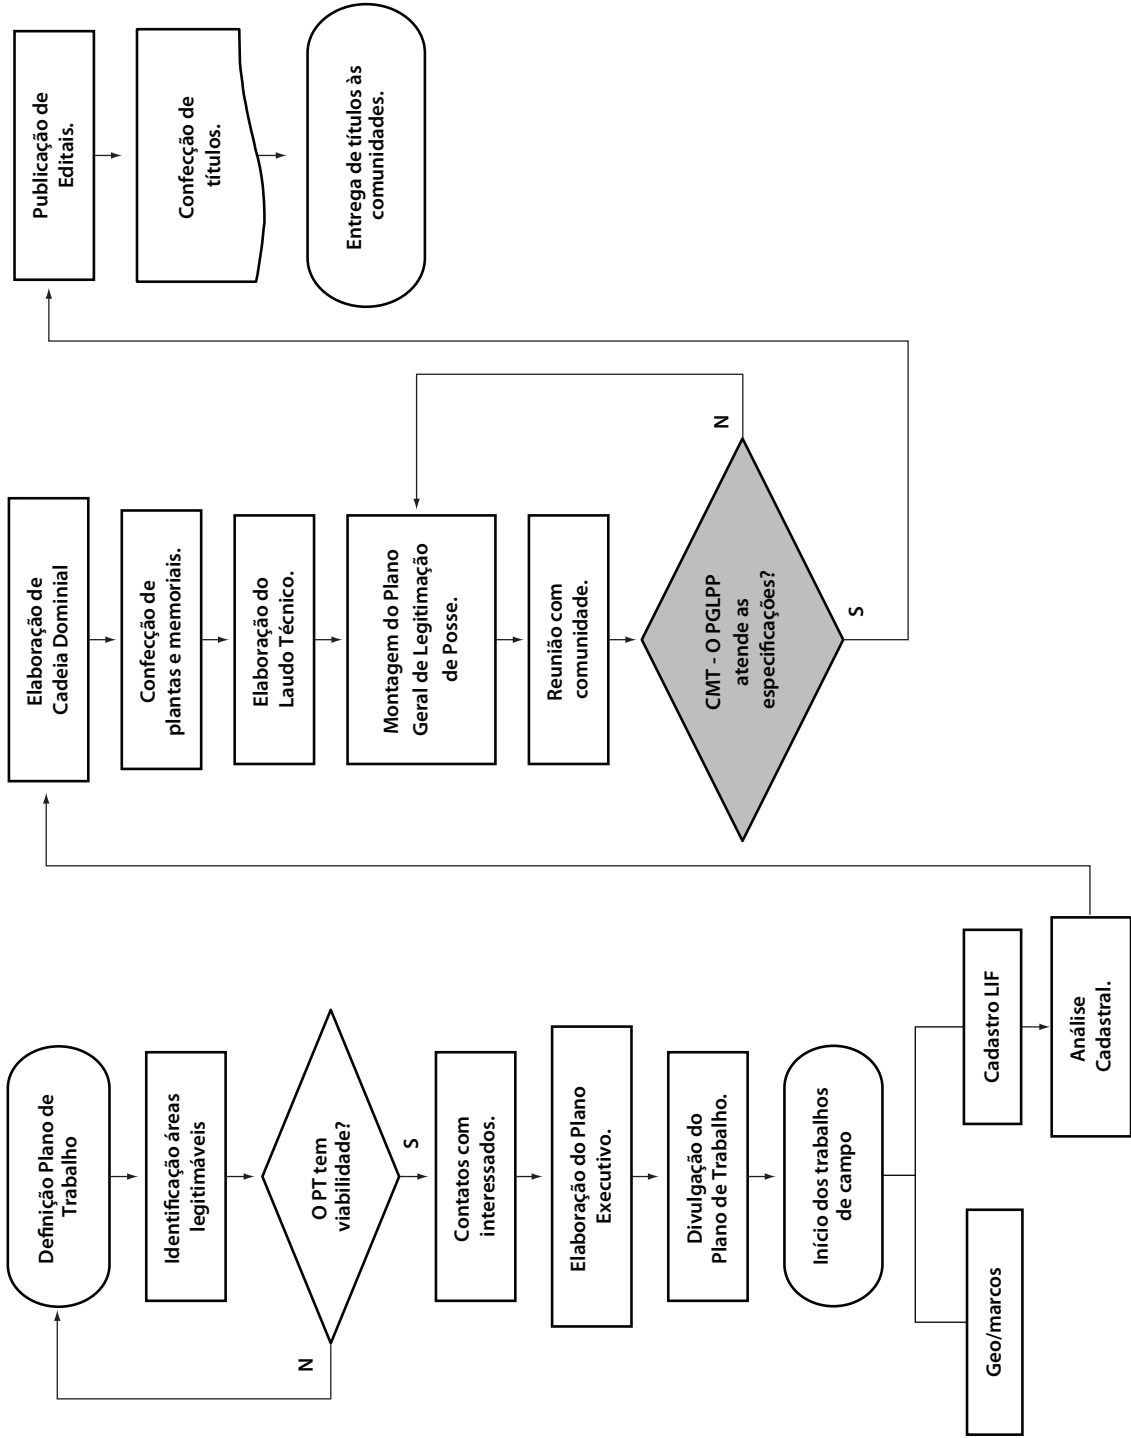 Definição Plano de
Trabalho
Identificação áreas
legitimáveis
O PT tem
viabilidade?
N
S
Contatos com
interessados.
Elaboração do Plano
Executivo.
Divulgação do
Plano de Trabalho.
Início dos trabalhos
de campo
Geo/marcos
Cadastro LIF
Análise
Cadastral.
Elaboração de
Cadeia Dominial
Confecção de
plantas e memoriais.
Elaboração do
Laudo Técnico.
Montagem do Plano
Geral de Legitimação
de Posse.
Reunião com
comunidade.
CMT - O PGLPP
atende as
especificações?
N
S
Publicação de
Editais.
Confecção de
títulos.
Entrega de títulos às
comunidades.